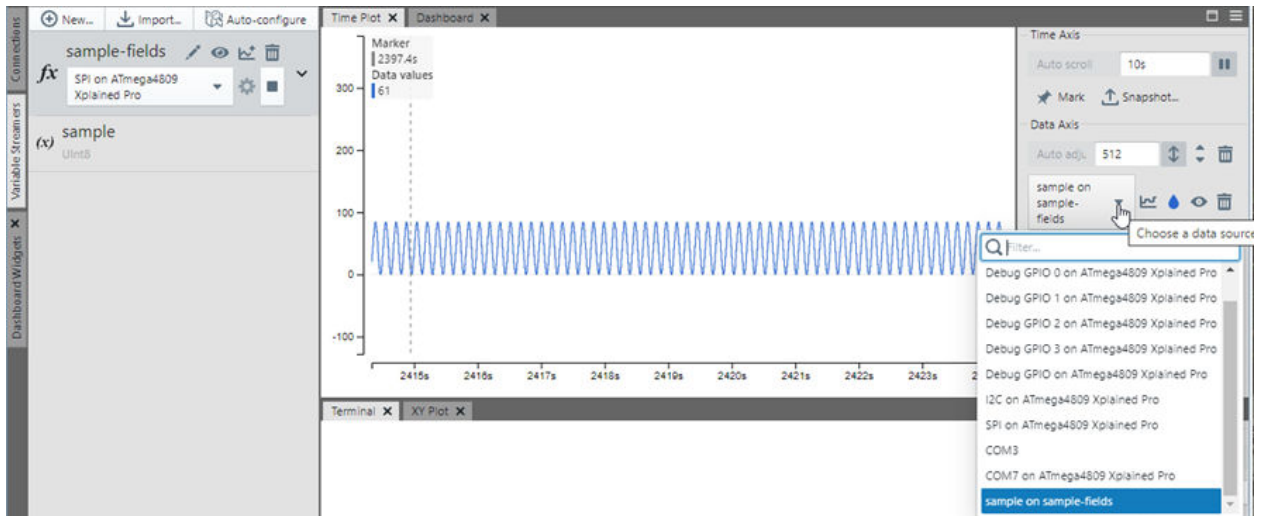 Connections
Variable Streamers
Dashboard Widgets
New... Import... Auto-configure
sample-fields
fx
SPI on ATmega4809
Xplained Pro
(x) sample
UInt8
Time Plot Dashboard
Marker
2397.4s
Data values
61
300
200
100
0
-100
2415s 2416s 2417s 2418s 2419s 2420s 2421s 2422s 2423s 2
Terminal XY Plot
Time Axis
Auto scroll 10s
Mark Snapshot...
Data Axis
Auto adju. 512
sample on
sample-
fields
Choose a data source
Filter...
Debug GPIO 0 on ATmega4809 Xplained Pro
Debug GPIO 1 on ATmega4809 Xplained Pro
Debug GPIO 2 on ATmega4809 Xplained Pro
Debug GPIO 3 on ATmega4809 Xplained Pro
Debug GPIO on ATmega4809 Xplained Pro
I2C on ATmega4809 Xplained Pro
SPI on ATmega4809 Xplained Pro
COM3
COM7 on ATmega4809 Xplained Pro
sample on sample-fields